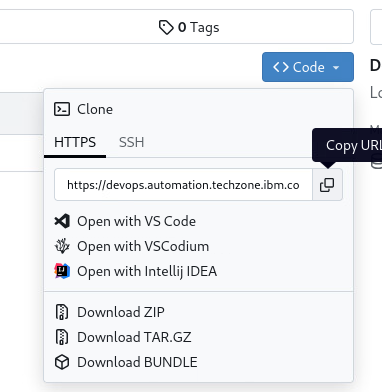 0 Tags
Code
D
Clone
HTTPS SSH
Copy URL
https://devops.automation.techzone.ibm.co
Open with VS Code
Open with VSCodium
Open with Intellij IDEA
Download ZIP
Download TAR.GZ
Download BUNDLE